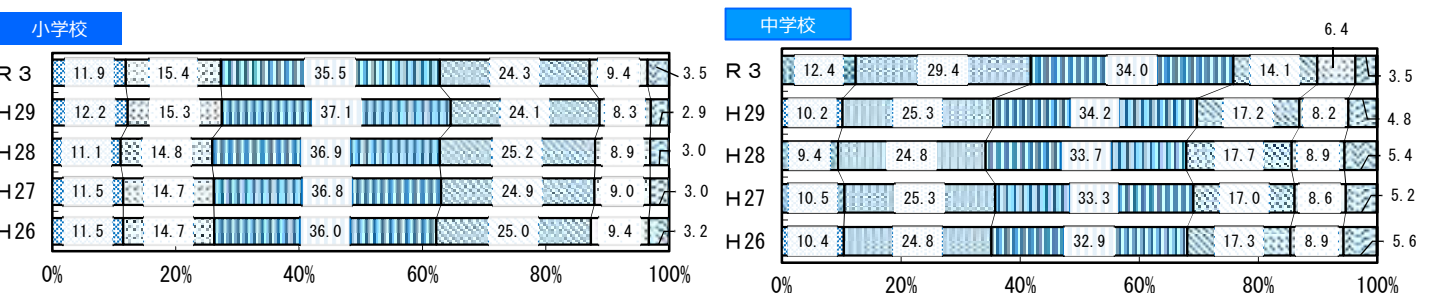 小学校
R3 11.9 15.4 35.5 24.3 9.4 3.5
H29 12.2 15.3 37.1 24.1 8.3 2.9
H28 11.1 14.8 36.9 25.2 8.9 3.0
H27 11.5 14.7 36.8 24.9 9.0 3.0
H26 11.5 14.7 36.0 25.0 9.4 3.2
0% 20% 40% 60% 80% 100%
中学校
6.4
R3 12.4 29.4 34.0 14.1 3.5
H29 10.2 25.3 34.2 17.2 8.2 4.8
H28 9.4 24.8 33.7 17.7 8.9 5.4
H27 10.5 25.3 33.3 17.0 8.6 5.2
H26 10.4 24.8 32.9 17.3 8.9 5.6
0% 20% 40% 60% 80% 100%